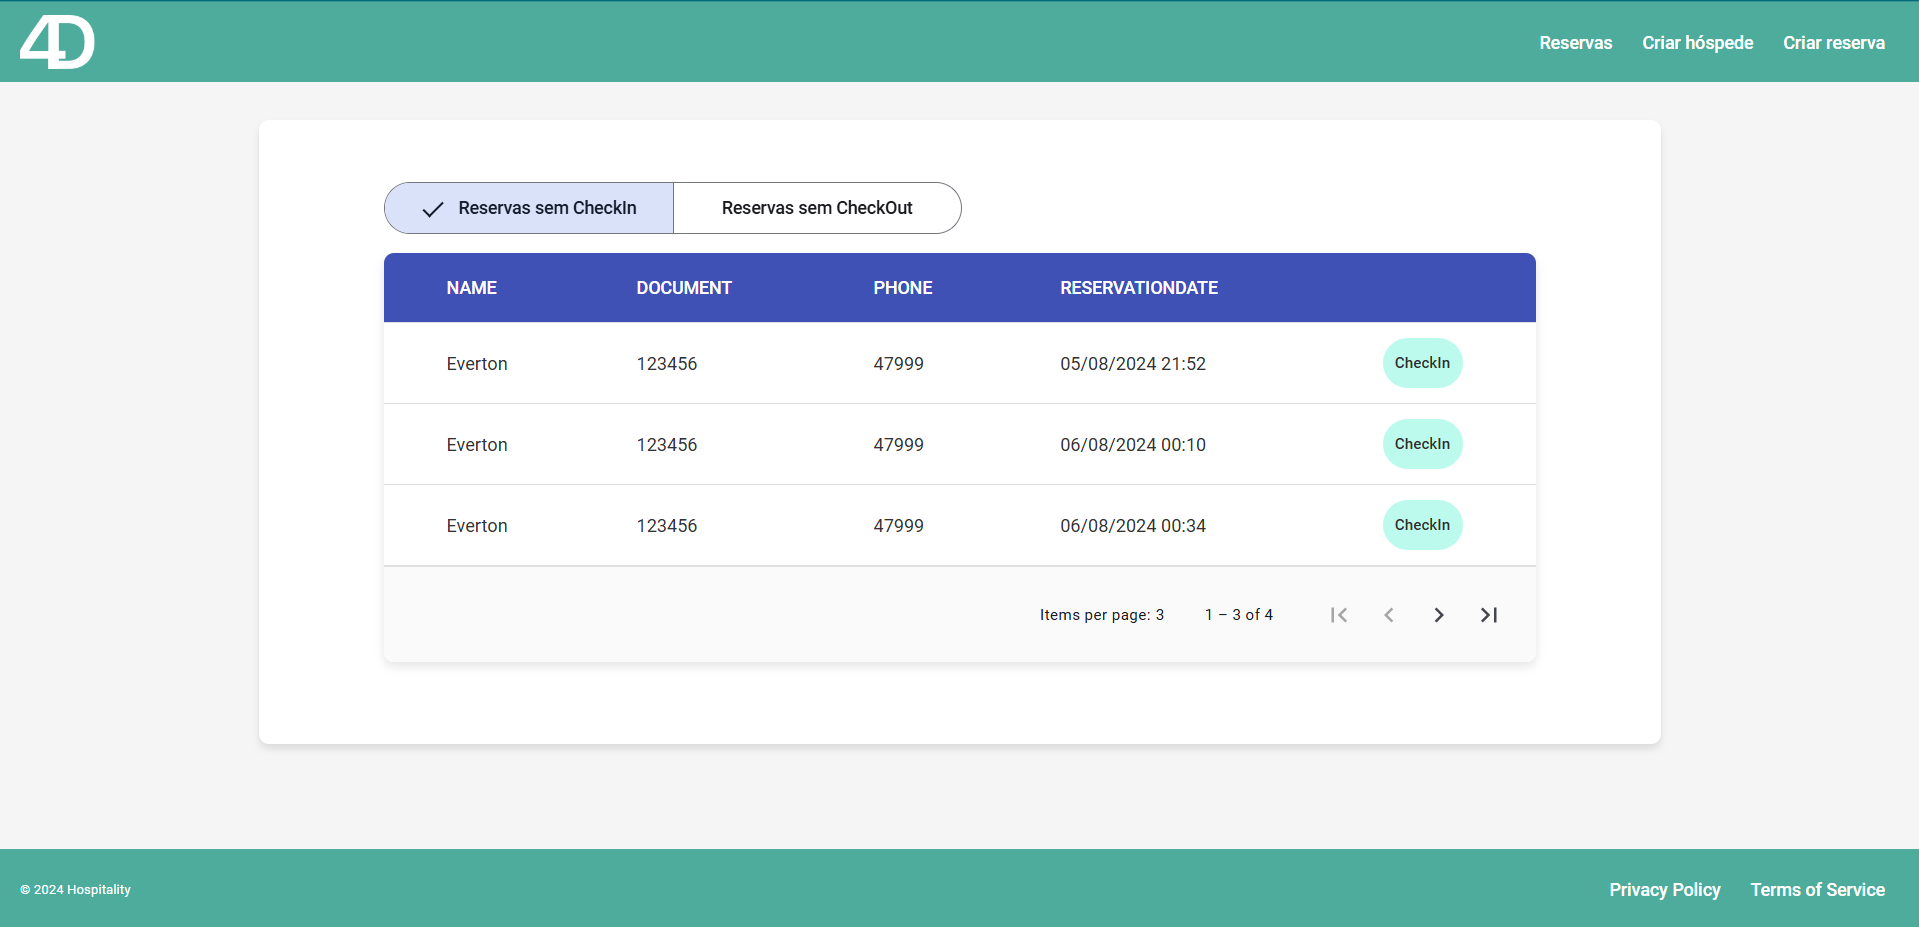 4D
Reservas Criar hóspede Criar reserva
Reservas sem CheckIn Reservas sem CheckOut
NAME DOCUMENT PHONE RESERVATIONDATE
Everton 123456 47999 05/08/2024 21:52 CheckIn
Everton 123456 47999 06/08/2024 00:10 CheckIn
Everton 123456 47999 06/08/2024 00:34 CheckIn
Items per page: 3 1 – 3 of 4
© 2024 Hospitality Privacy Policy Terms of Service